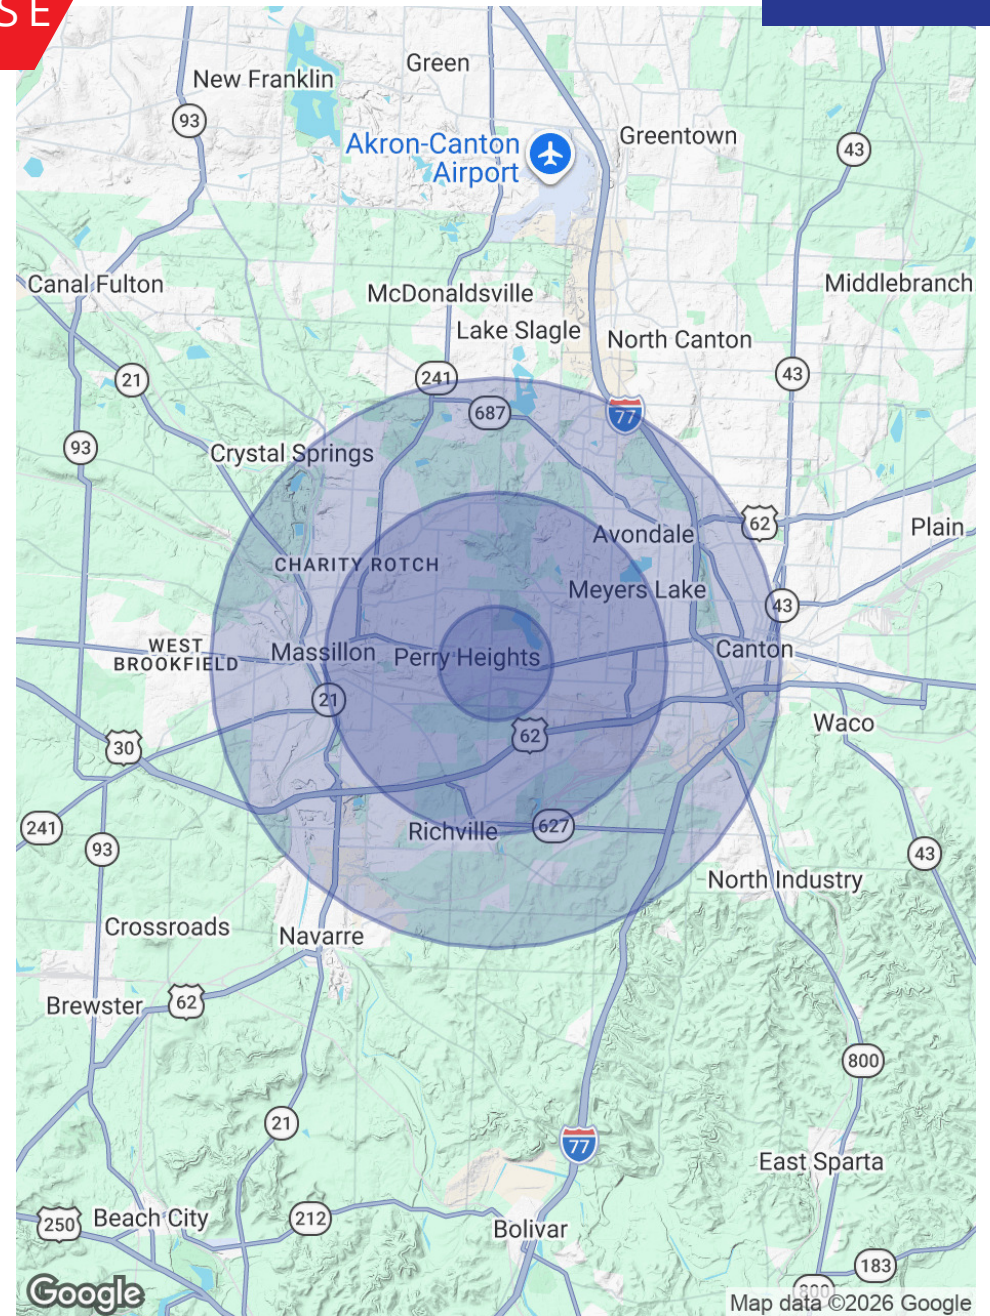 SE
New Franklin
Green
93
Akron-Canton
Airport
Greentown
43
Canal Fulton
McDonaldsville
Middlebranch
Lake Slagle
North Canton
21
241
43
687
77
93
Crystal Springs
62
Plain
Avondale
CHARITY ROTCH
Meyers Lake
43
WEST
BROOKFIELD
Massillon
Perry Heights
Canton
21
62
Waco
30
241
Richville
627
93
43
North Industry
Crossroads
Navarre
Brewster
62
800
21
77
East Sparta
250
Beach City
212
Bolivar
183
Google
800
Map data ©2026 Google